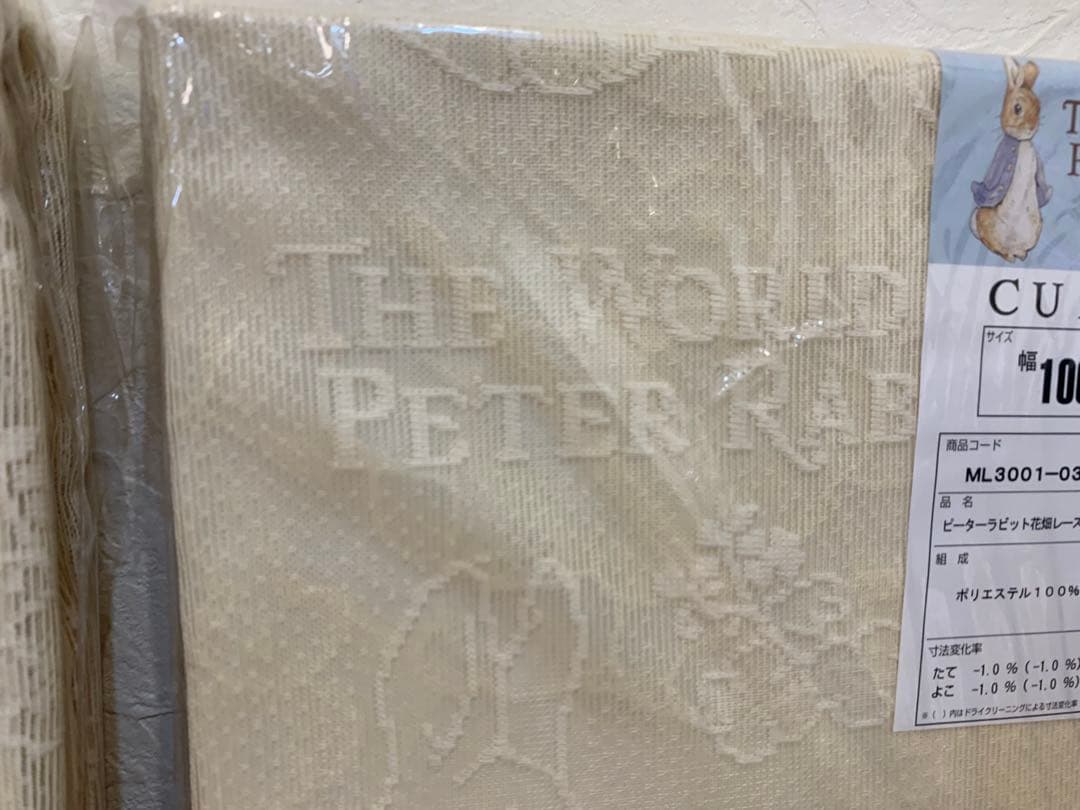 THE WORLD
PETER RAB
T
CU
サイズ
幅100
商品コード
ML3001-03
品 名
ピーターラビット花畑レース
組 成
ポリエステル100%
寸法変化率
たて -1.0 % ( -1.0 %)
よこ -1.0 % ( -1.0 %)
※( )内はドライクリーニングによる寸法変化率